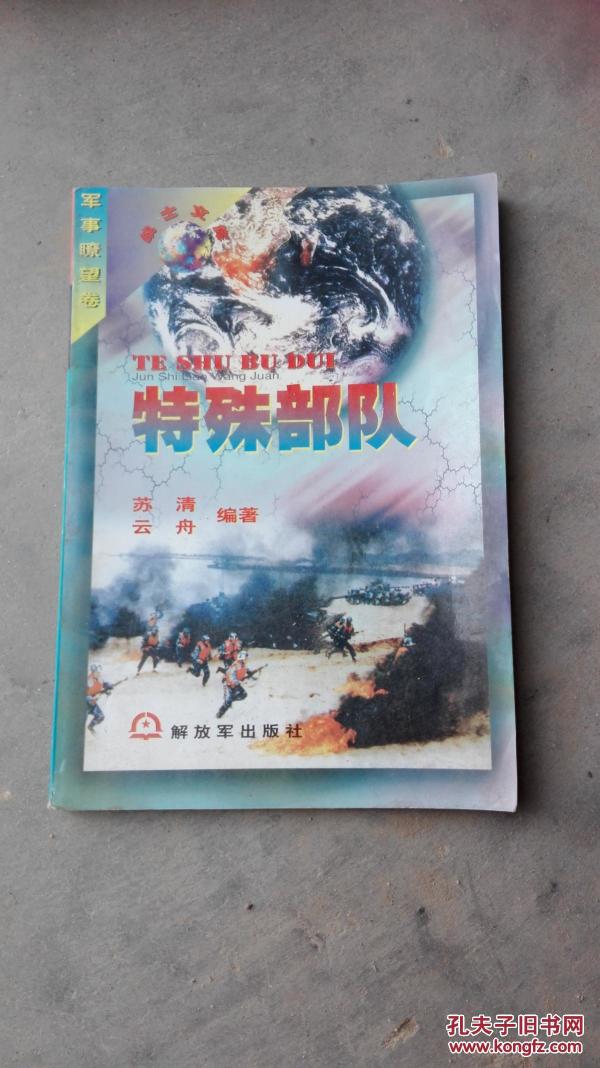 军事瞭望卷
TE SHU BU DUI
Jun Shi Liao Wang Juan
特殊部队
苏清
云舟
编著
解放军出版社
孔夫子旧书网
www.kongfz.com